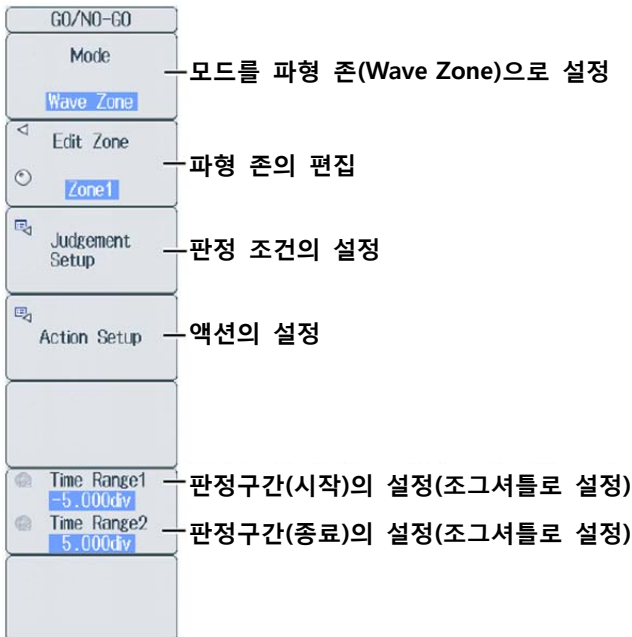 GO/NO-GO
Mode
Wave Zone
모드를 파형 존(Wave Zone)으로 설정
Edit Zone
Zone1
파형 존의 편집
Judgement
Setup
판정 조건의 설정
Action Setup
액션의 설정
Time Range1
-5.000div
판정구간(시작)의 설정(조그셔틀로 설정)
Time Range2
5.000div
판정구간(종료)의 설정(조그셔틀로 설정)